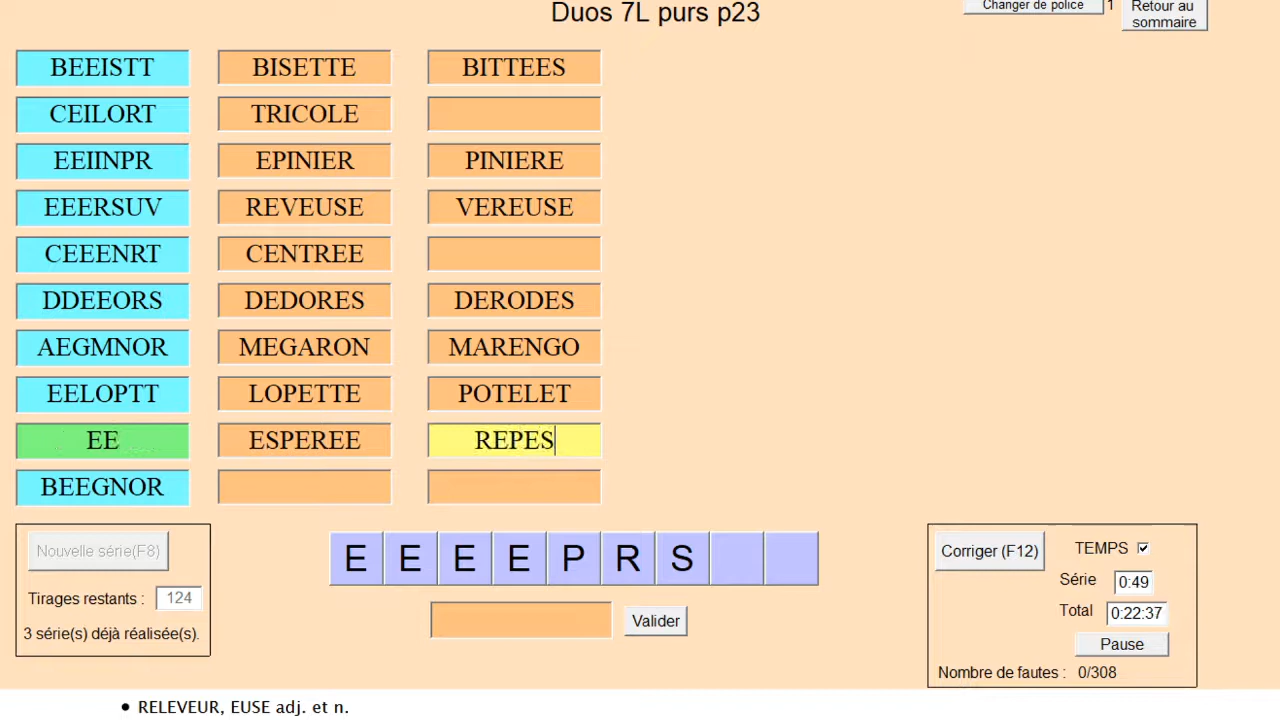 Duos 7L purs p23
Changer de police 1 Retour au sommaire
BEEISTT BISETTE BITTEES
CEILORT TRICOLE
EEIINPR EPINIER PINIERE
EEERSUV REVEUSE VEREUSE
CEEENRT CENTREE
DDEEORS DEDORES DERODES
AEGMNOR MEGARON MARENGO
EELOPTT LOPETTE POTELET
EE ESPEREE REPES
BEEGNOR
Nouvelle série(F8)
Tirages restants : 124
3 série(s) déjà réalisée(s).
E E E E P R S
Valider
Corriger (F12) TEMPS
Série 0:49
Total 0:22:37
Pause
Nombre de fautes : 0/308
• RELEVEUR, EUSE adj. et n.